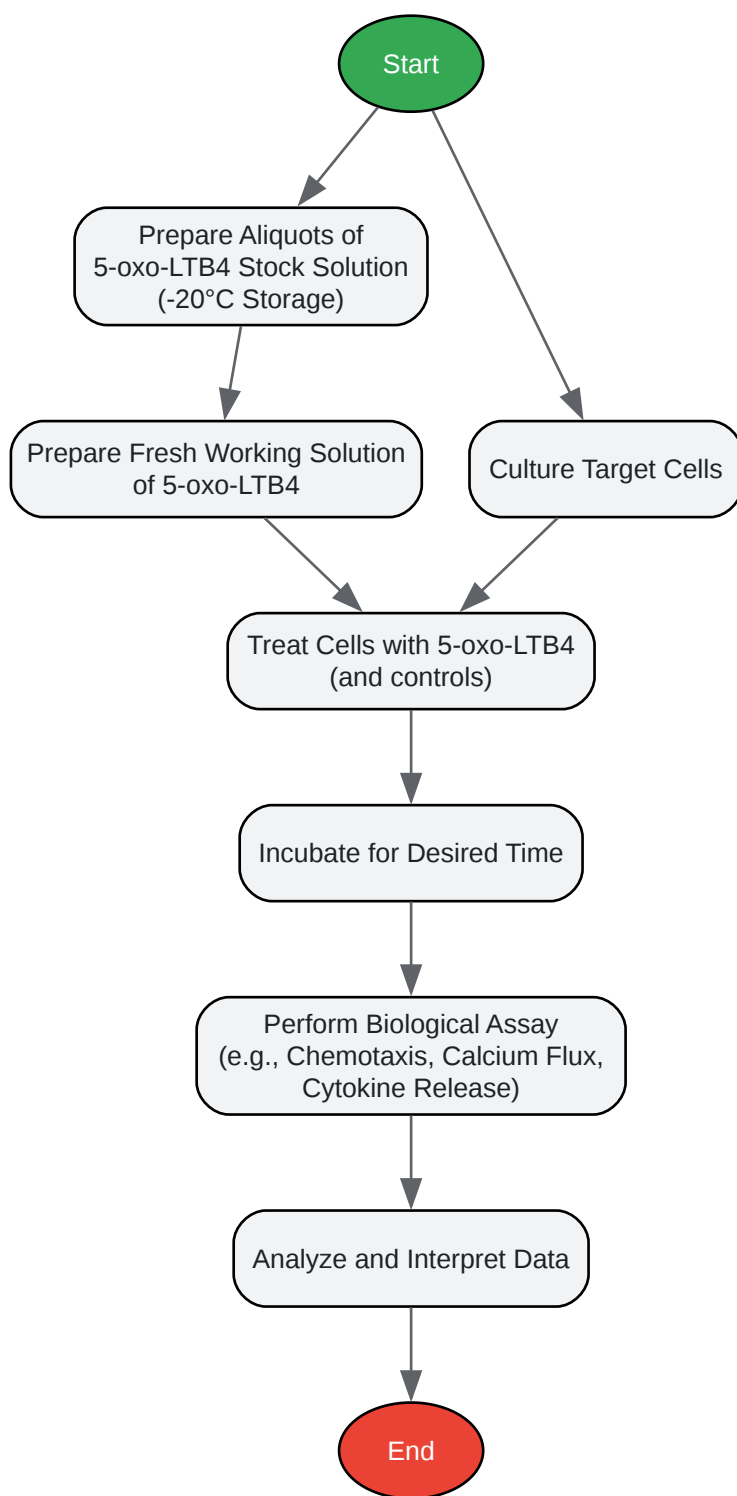 Start
Prepare Aliquots of
5-oxo-LTB4 Stock Solution
(-20°C Storage)
Prepare Fresh Working Solution
of 5-oxo-LTB4
Culture Target Cells
Treat Cells with 5-oxo-LTB4
(and controls)
Incubate for Desired Time
Perform Biological Assay
(e.g., Chemotaxis, Calcium Flux,
Cytokine Release)
Analyze and Interpret Data
End